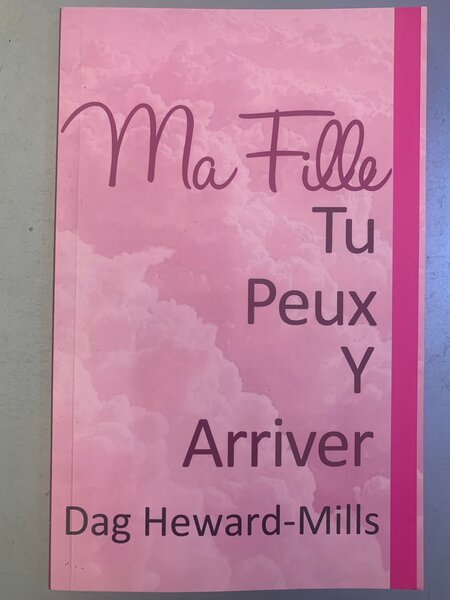 Ma Fille
Tu
Peux
Y
Arriver
Dag Heward-Mills